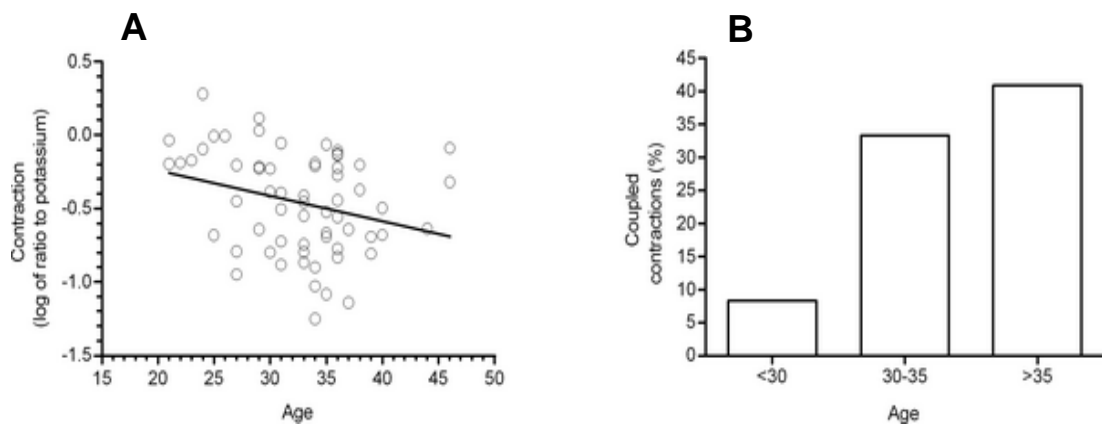 A
Contraction
(log of ratio to potassium)
0.5
0.0
-0.5
-1.0
-1.5
15 20 25 30 35 40 45 50
Age
B
Coupled
contractions (%)
45
40
35
30
25
20
15
10
5
0
<30 30-35 >35
Age